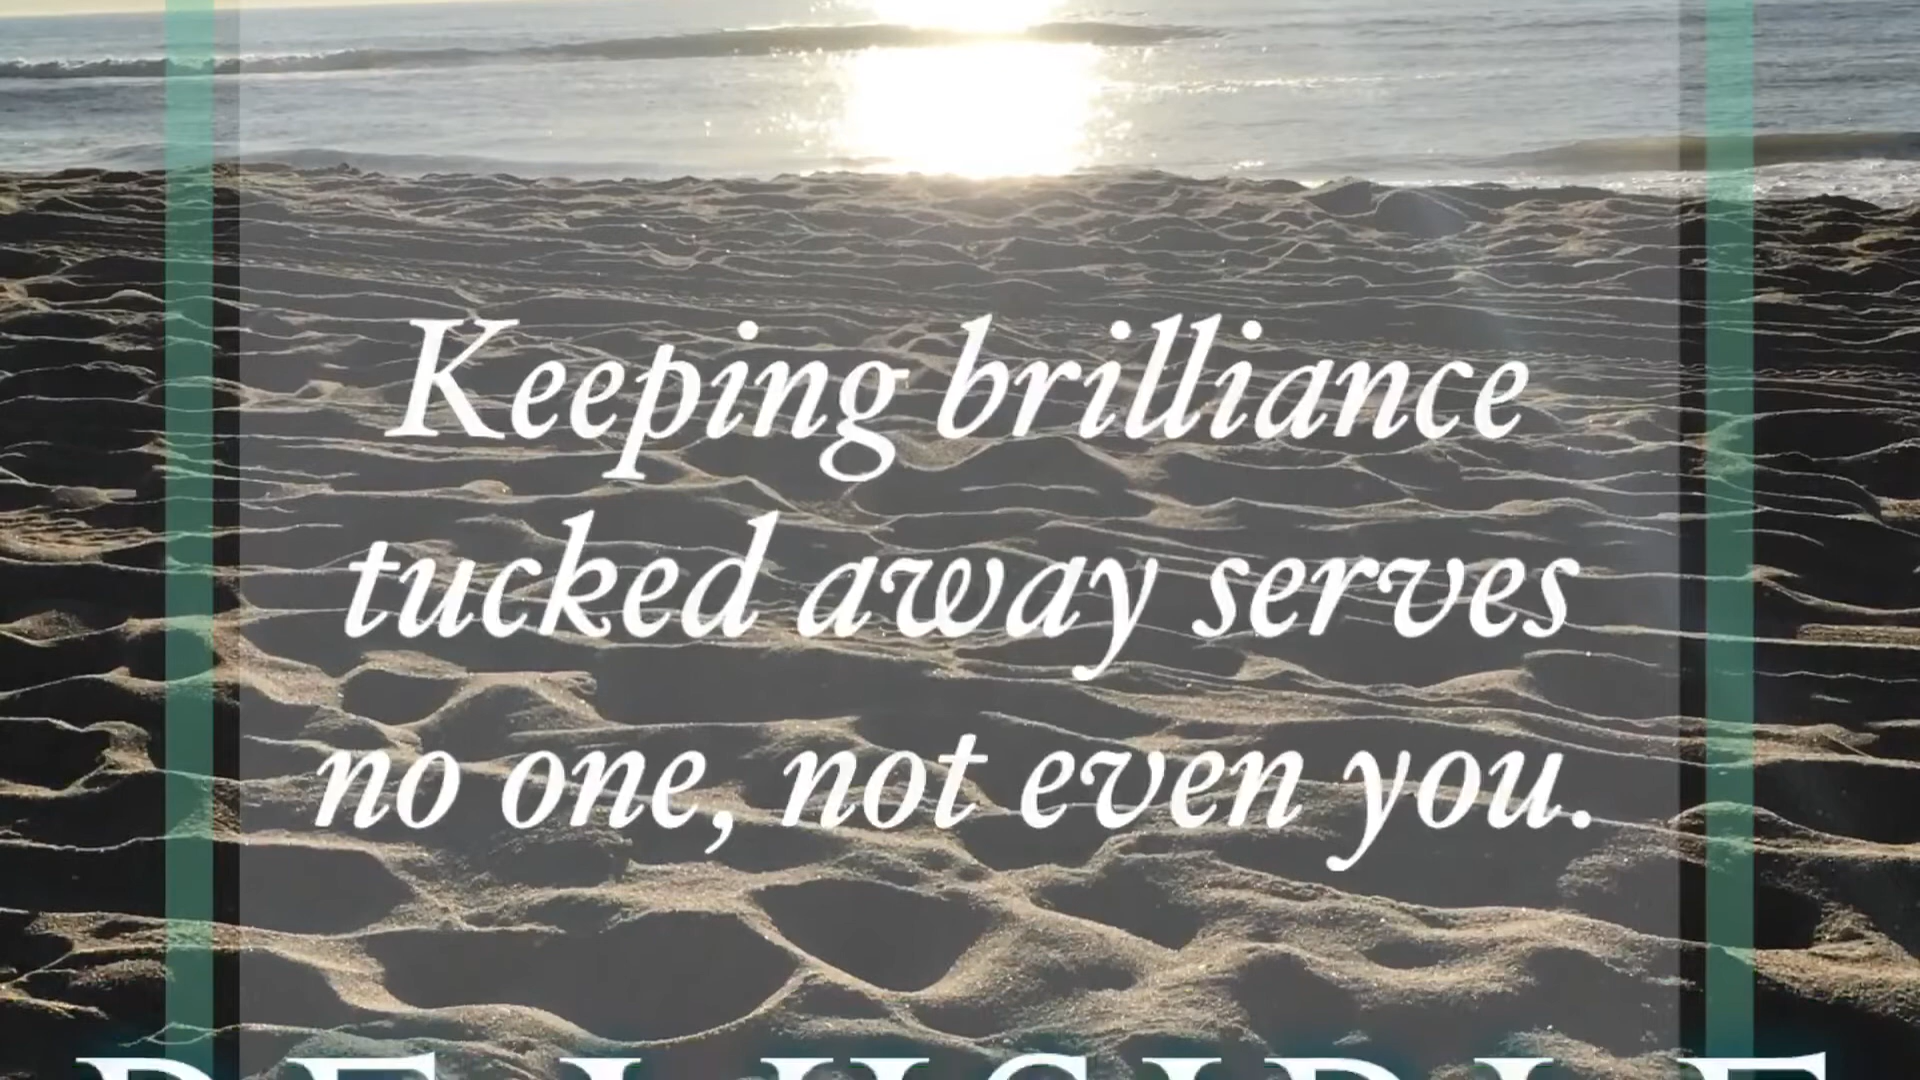 Keeping brilliance
tucked away serves
no one, not even you.